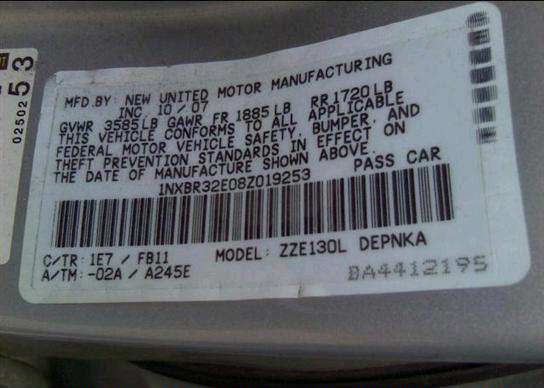 53
02502
MFD.BY: NEW UNITED MOTOR MANUFACTURING
INC 10/07
GVWR 3585LB GAWR FR 1885LB RR 1720LB
THIS VEHICLE CONFORMS TO ALL APPLICABLE
FEDERAL MOTOR VEHICLE SAFETY, BUMPER, AND
THEFT PREVENTION STANDARDS IN EFFECT ON
THE DATE OF MANUFACTURE SHOWN ABOVE.
1NXBR32E08Z019253 PASS CAR
C/TR: 1E7 / FB11 MODEL: ZZE130L DEPNKA
A/TM: -02A / A245E
DA4412195